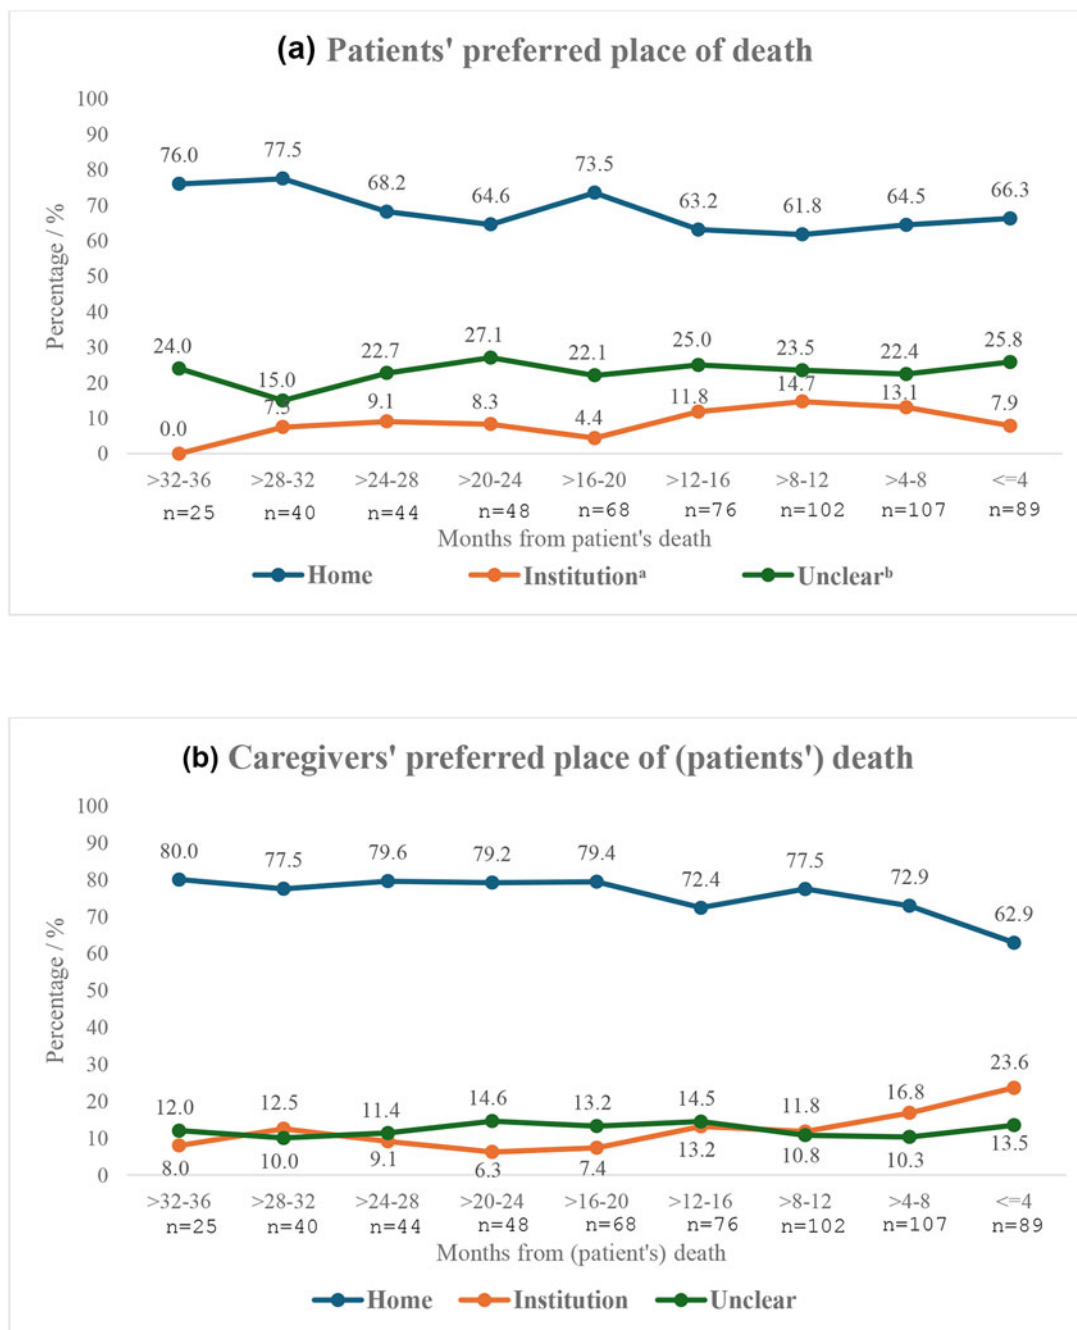 (a) Patients' preferred place of death
Percentage / %
100
90
80
70
60
50
40
30
20
10
0
76.0 77.5 68.2 64.6 73.5 63.2 61.8 64.5 66.3
24.0 15.0 22.7 27.1 22.1 25.0 23.5 22.4 25.8
0.0 7.5 9.1 8.3 4.4 11.8 14.7 13.1 7.9
>32-36 >28-32 >24-28 >20-24 >16-20 >12-16 >8-12 >4-8 <=4
n=25 n=40 n=44 n=48 n=68 n=76 n=102 n=107 n=89
Months from patient's death
Home Institutionᵃ Unclearᵇ
(b) Caregivers' preferred place of (patients') death
Percentage / %
100
90
80
70
60
50
40
30
20
10
0
80.0 77.5 79.6 79.2 79.4 72.4 77.5 72.9 62.9
12.0 12.5 11.4 14.6 13.2 14.5 11.8 16.8 23.6
8.0 10.0 9.1 6.3 7.4 13.2 10.8 10.3 13.5
>32-36 >28-32 >24-28 >20-24 >16-20 >12-16 >8-12 >4-8 <=4
n=25 n=40 n=44 n=48 n=68 n=76 n=102 n=107 n=89
Months from (patient's) death
Home Institution Unclear